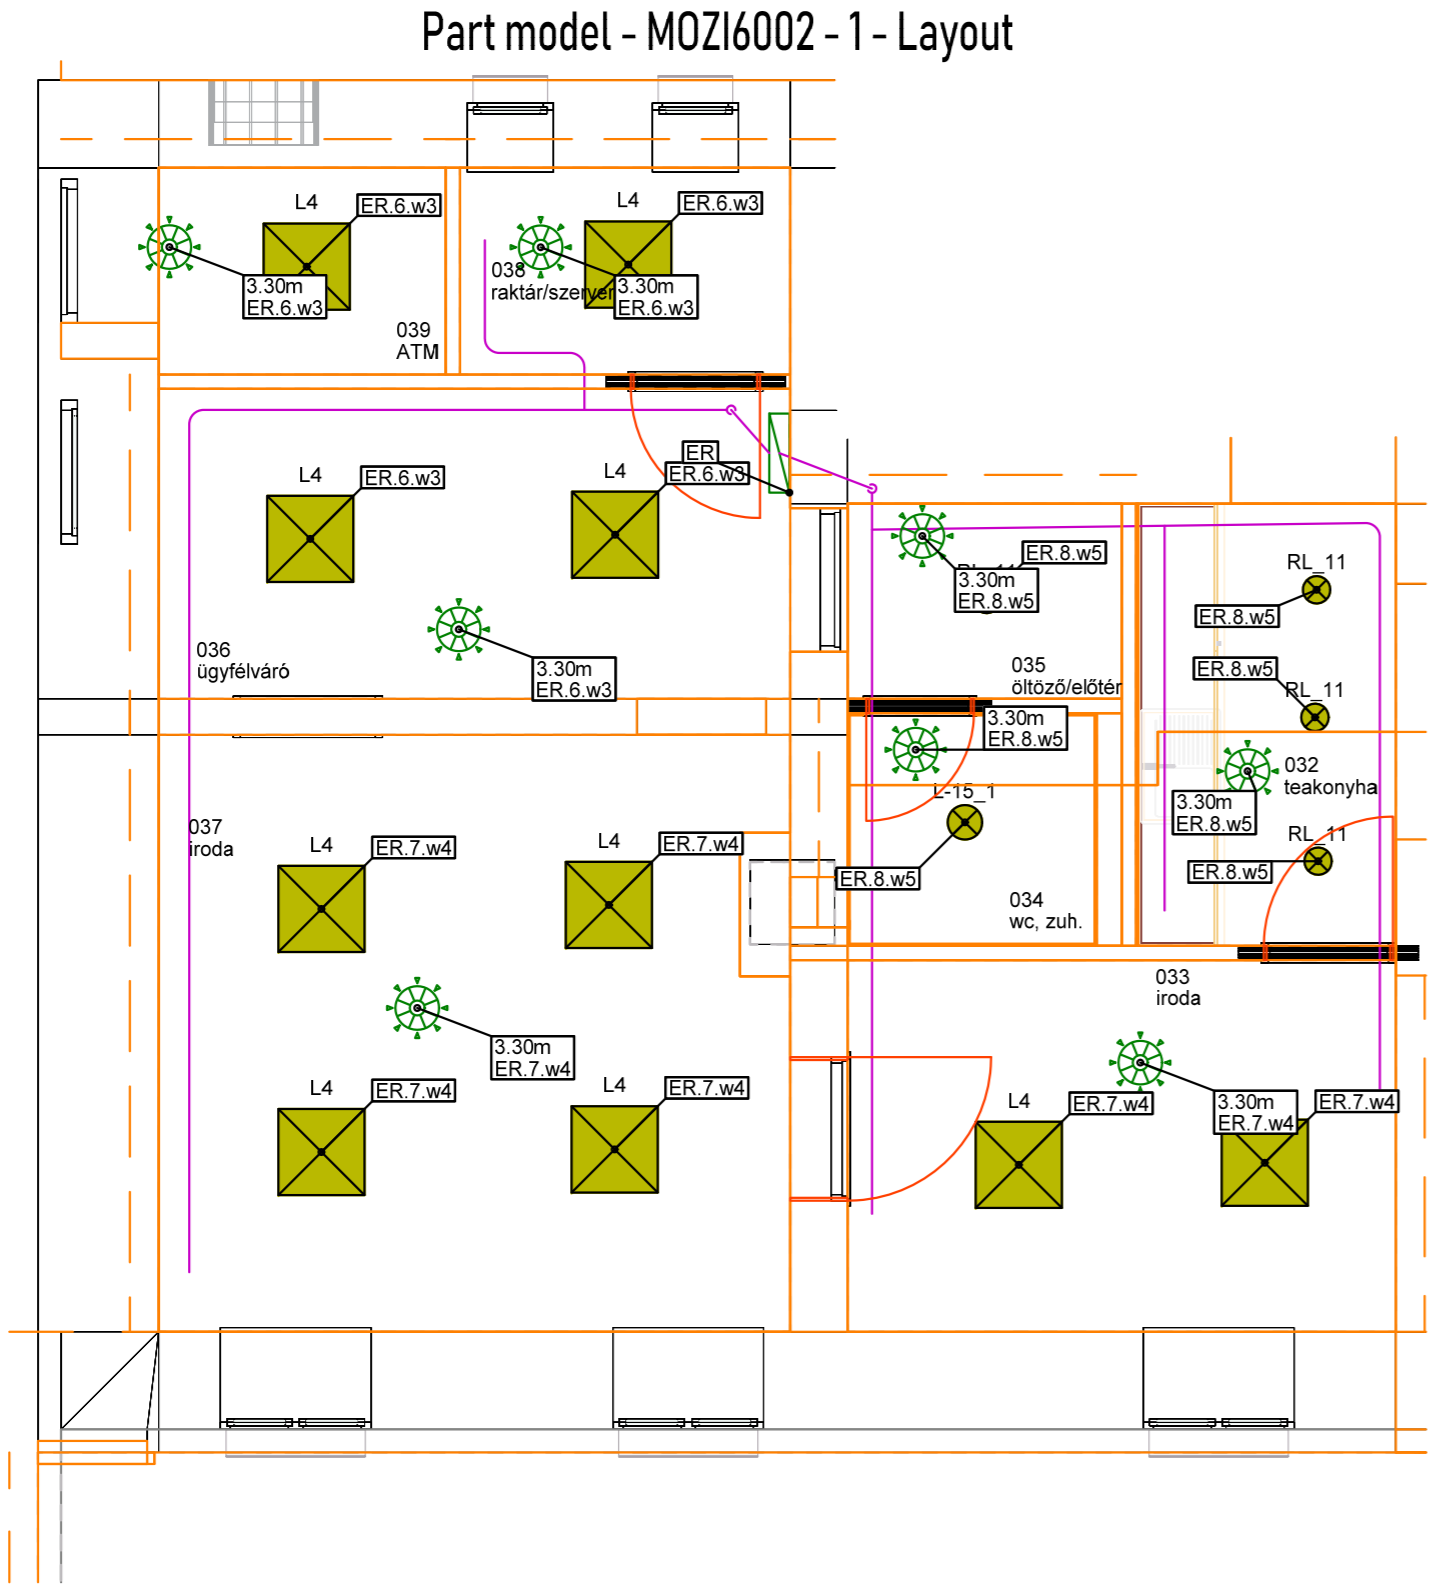 Part model - MOZI6002 - 1 - Layout
L4
ER.6.w3
3.30m
ER.6.w3
039
ATM
L4
ER.6.w3
038
raktár/szerver
3.30m
ER.6.w3
L4
ER.6.w3
L4
ER
ER.6.w3
036
ügyfélváró
3.30m
ER.6.w3
ER.8.w5
3.30m
ER.8.w5
035
öltöző/előtér
RL_11
ER.8.w5
ER.8.w5
RL_11
3.30m
ER.8.w5
L-15_1
ER.8.w5
034
wc, zuh.
032
teakonyha
3.30m
ER.8.w5
RL_11
ER.8.w5
037
iroda
L4
ER.7.w4
L4
ER.7.w4
3.30m
ER.7.w4
L4
ER.7.w4
L4
ER.7.w4
033
iroda
L4
ER.7.w4
3.30m
ER.7.w4
ER.7.w4